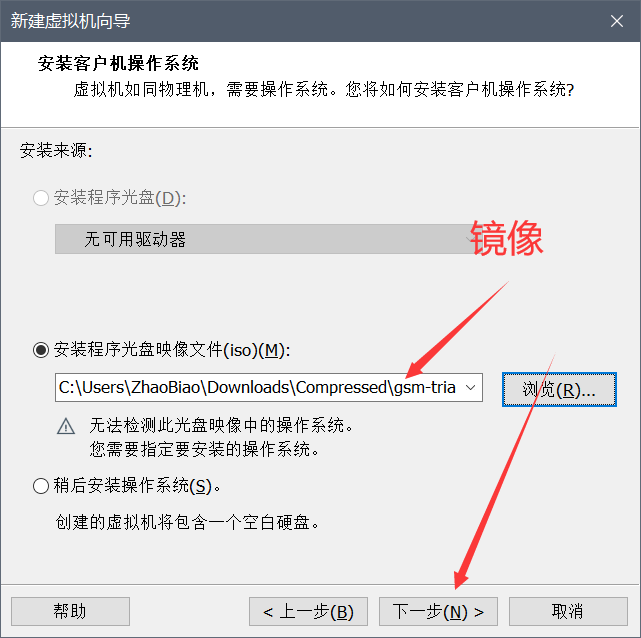 新建虚拟机向导
安装客户机操作系统
虚拟机如同物理机，需要操作系统。您将如何安装客户机操作系统?
安装来源:
安装程序光盘(D):
无可用驱动器
镜像
安装程序光盘映像文件(iso)(M):
C:\Users\ZhaoBiao\Downloads\Compressed\gsm-tria
浏览(R)...
无法检测此光盘映像中的操作系统。
您需要指定要安装的操作系统。
稍后安装操作系统(S)。
创建的虚拟机将包含一个空白硬盘。
帮助
< 上一步(B)
下一步(N) >
取消